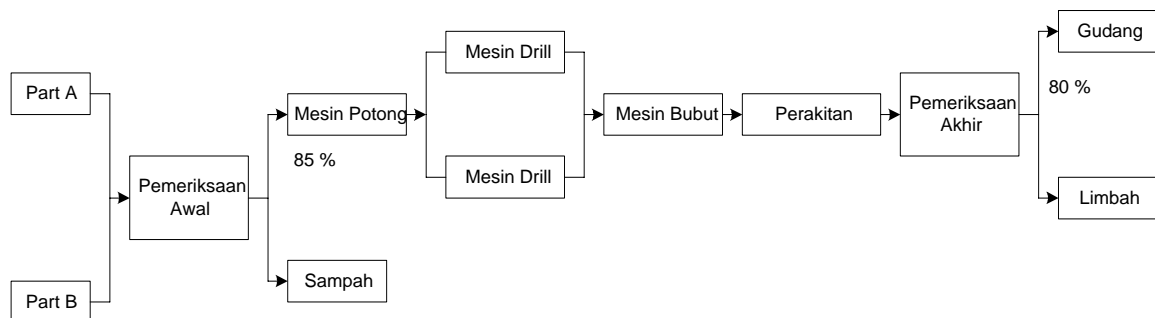 Part A
Part B
Pemeriksaan
Awal
Mesin Potong
85 %
Sampah
Mesin Drill
Mesin Drill
Mesin Bubut
Perakitan
Pemeriksaan
Akhir
Gudang
80 %
Limbah